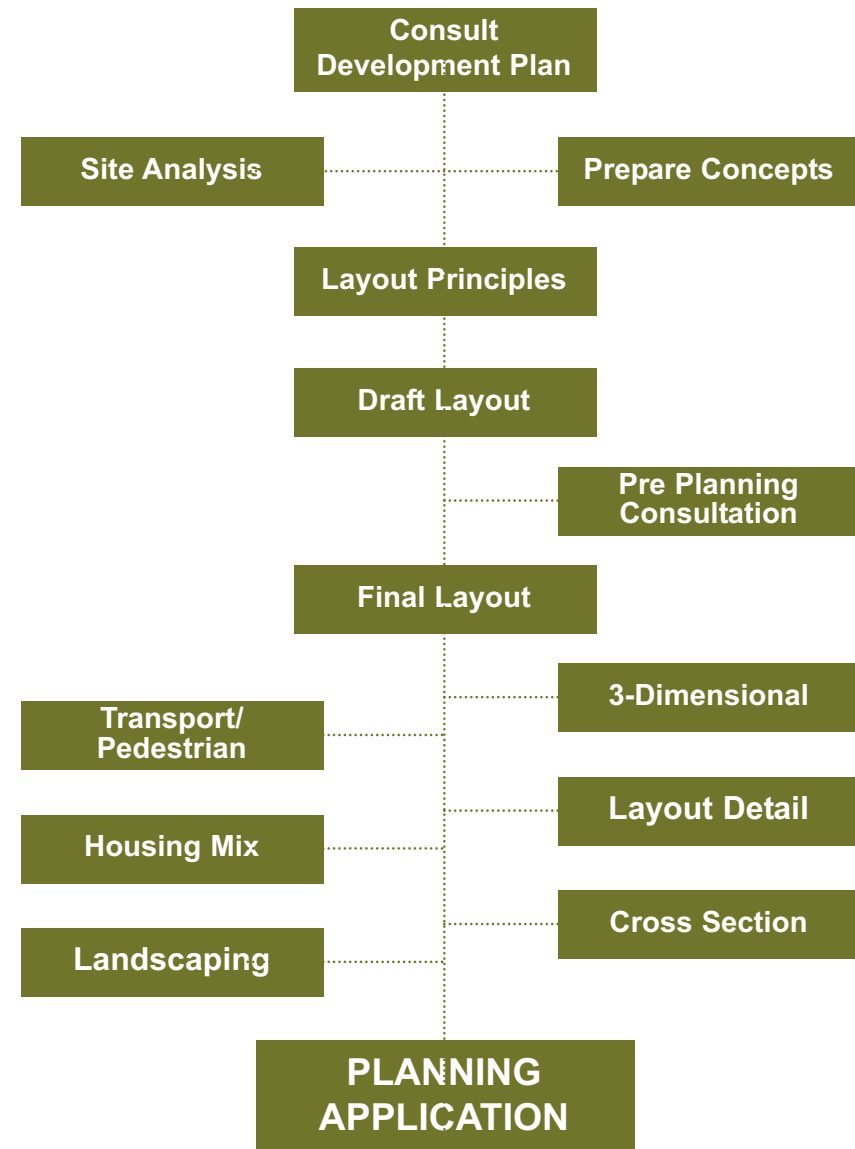 Consult
Development Plan
Site Analysis
Prepare Concepts
Layout Principles
Draft Layout
Pre Planning
Consultation
Final Layout
3-Dimensional
Transport/
Pedestrian
Layout Detail
Housing Mix
Cross Section
Landscaping
PLANNING
APPLICATION